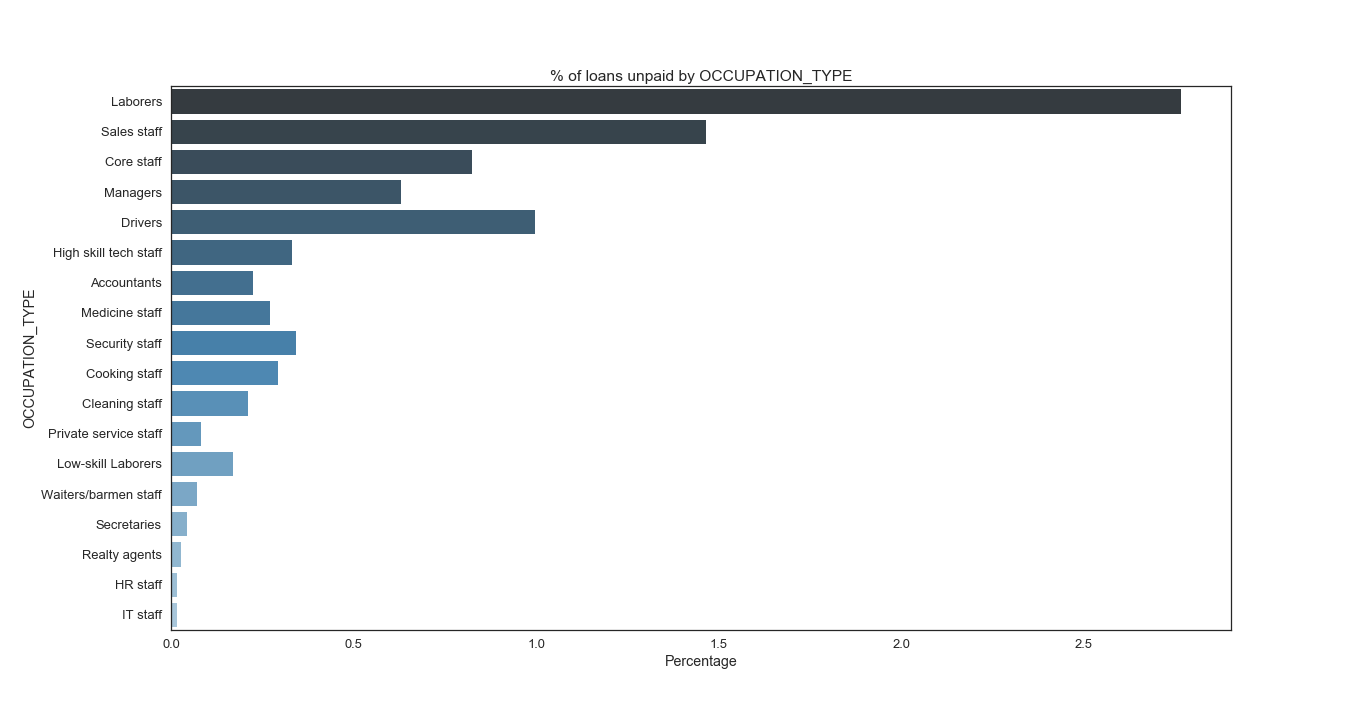 % of loans unpaid by OCCUPATION_TYPE
OCCUPATION_TYPE
Laborers
Sales staff
Core staff
Managers
Drivers
High skill tech staff
Accountants
Medicine staff
Security staff
Cooking staff
Cleaning staff
Private service staff
Low-skill Laborers
Waiters/barmen staff
Secretaries
Realty agents
HR staff
IT staff
0.0 0.5 1.0 1.5 2.0 2.5
Percentage